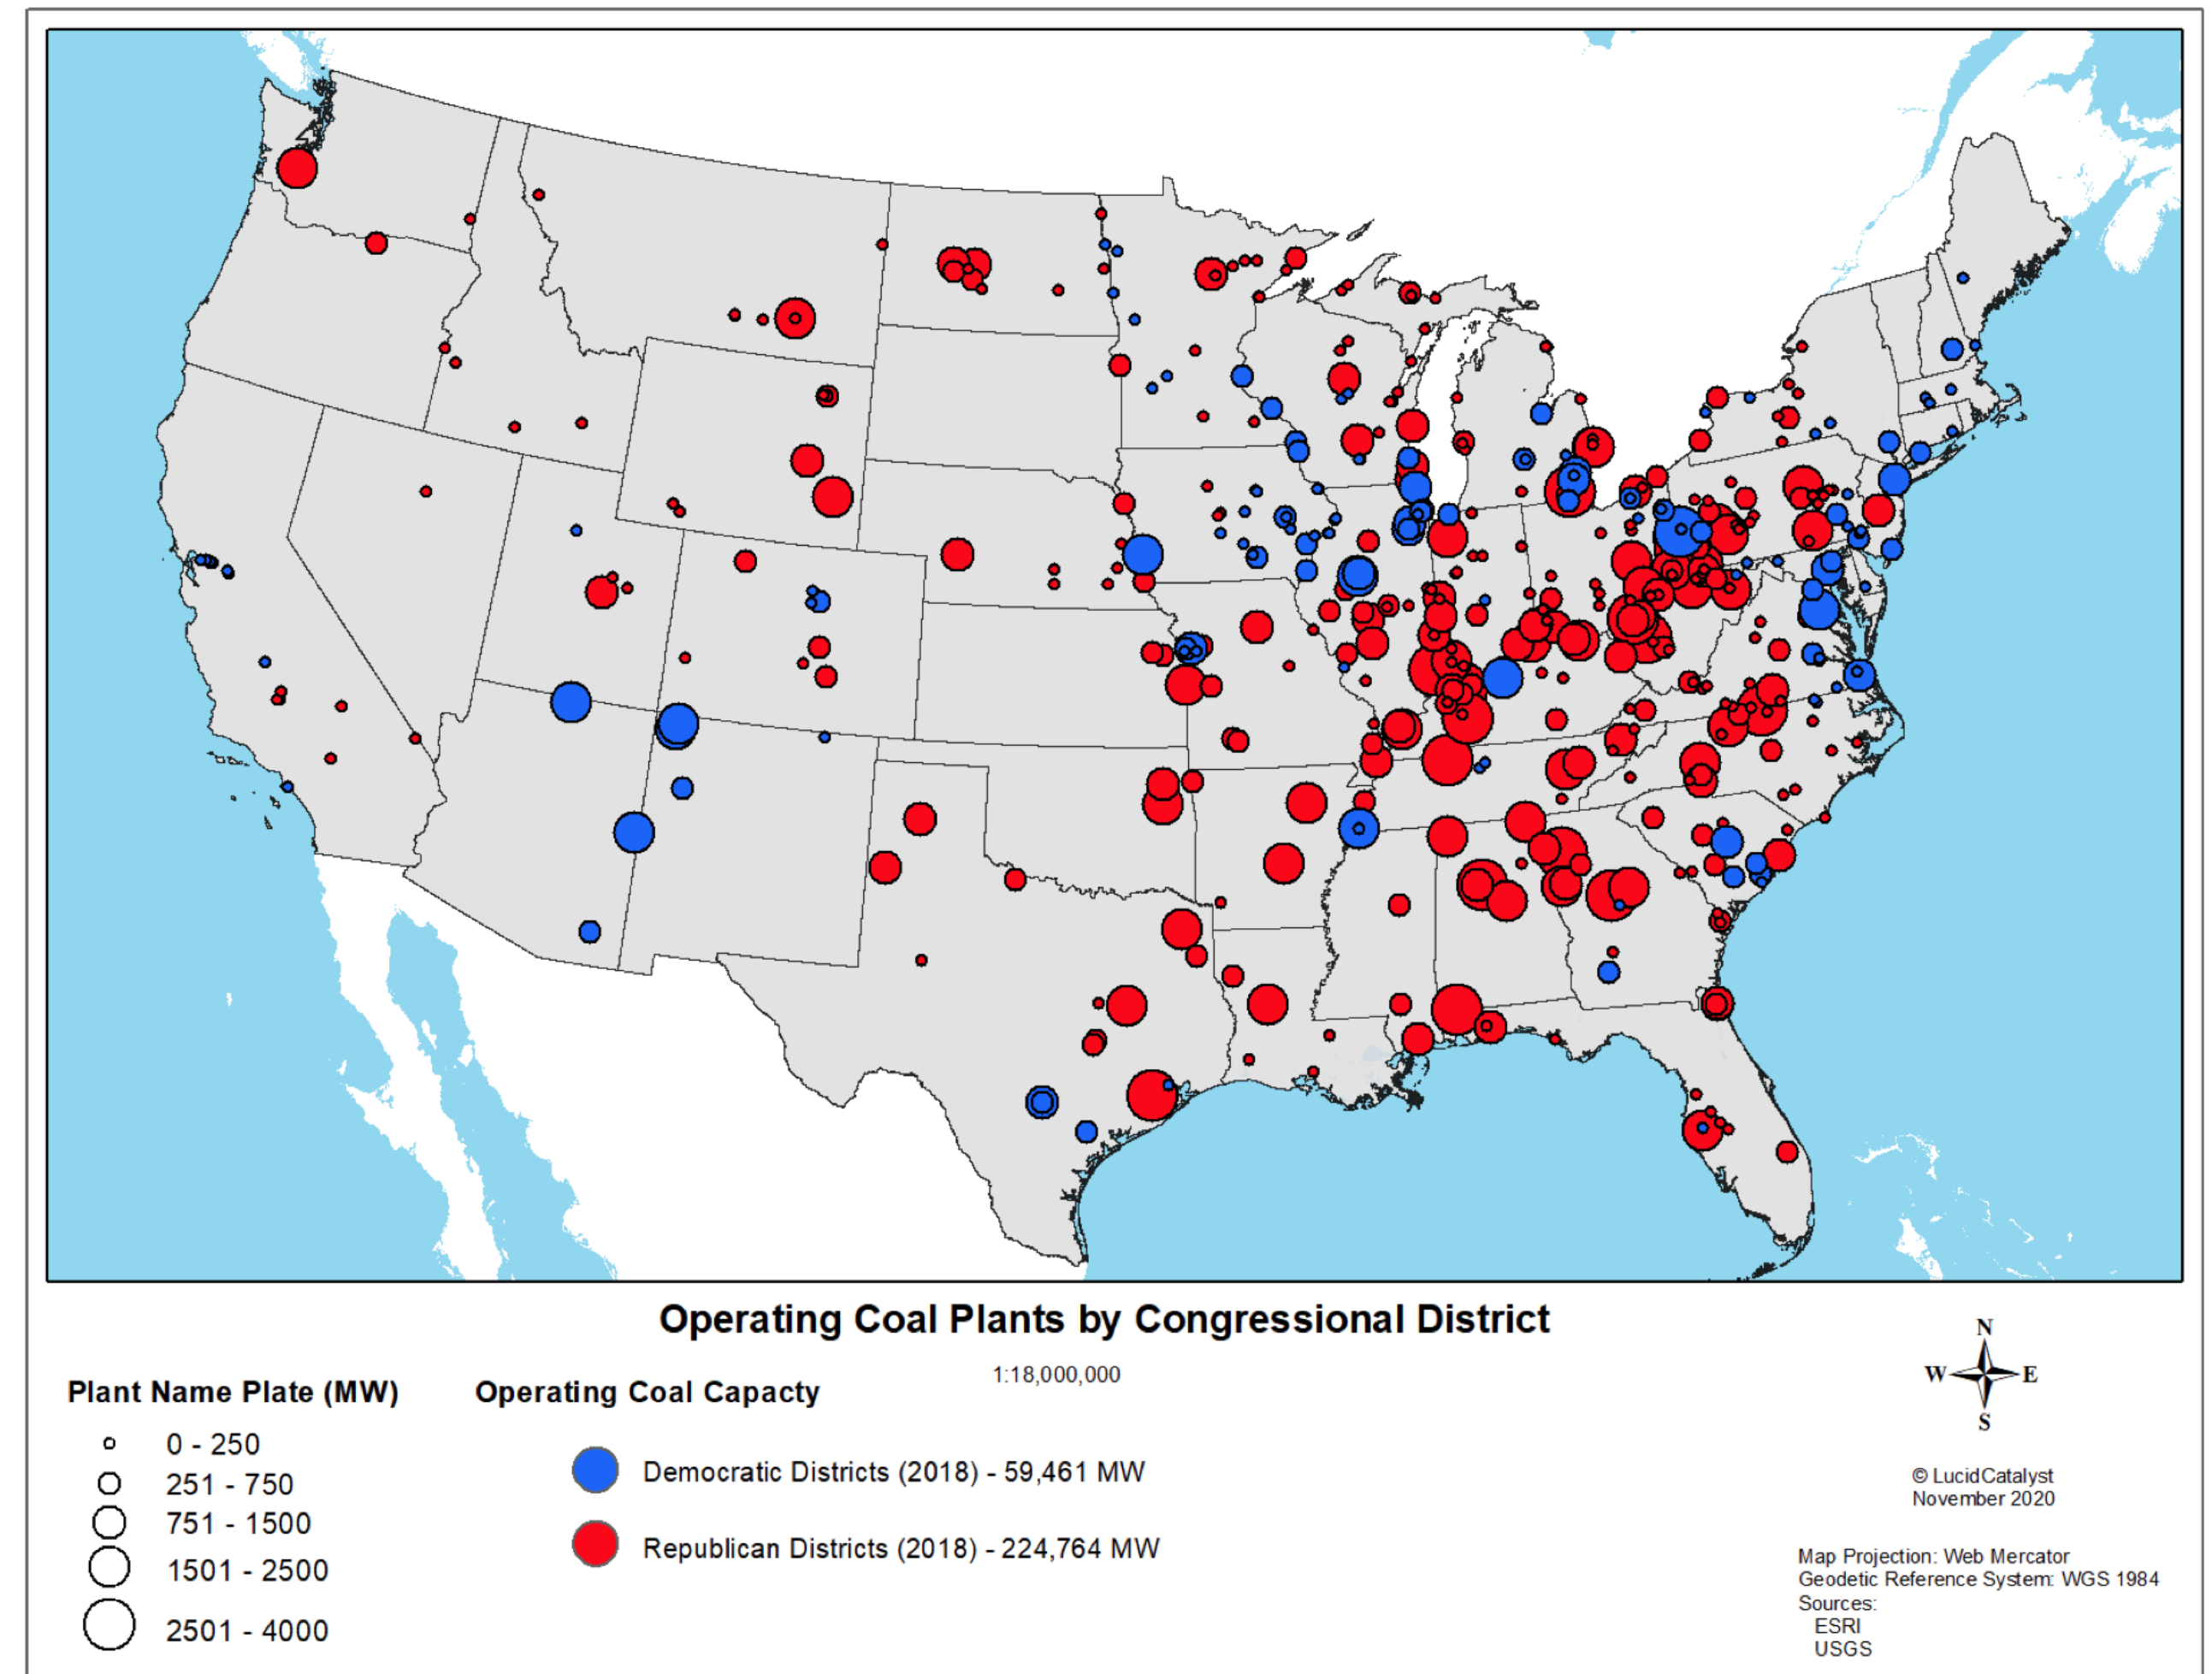 Operating Coal Plants by Congressional District
1:18,000,000
Plant Name Plate (MW)
0 - 250
251 - 750
751 - 1500
1501 - 2500
2501 - 4000
Operating Coal Capacty
Democratic Districts (2018) - 59,461 MW
Republican Districts (2018) - 224,764 MW
N
W E
S
© LucidCatalyst
November 2020
Map Projection: Web Mercator
Geodetic Reference System: WGS 1984
Sources:
ESRI
USGS